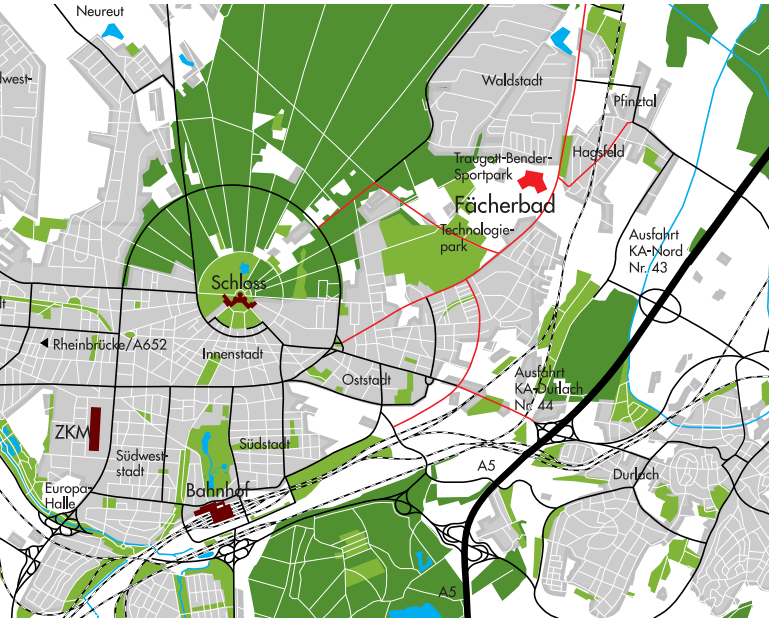 Neureut
Waldstadt
Pfinztal
Hagsfeld
Traugott-Bender-
Sportpark
Fächerbad
Technologie-
park
Ausfahrt
KA-Nord
Nr. 43
Schloss
Rheinbrücke/A652
Innenstadt
Oststadt
Ausfahrt
KA-Durlach
Nr. 44
ZKM
Südwest-
stadt
Südstadt
A5
Durlach
Europa-
Halle
Bahnhof
A5